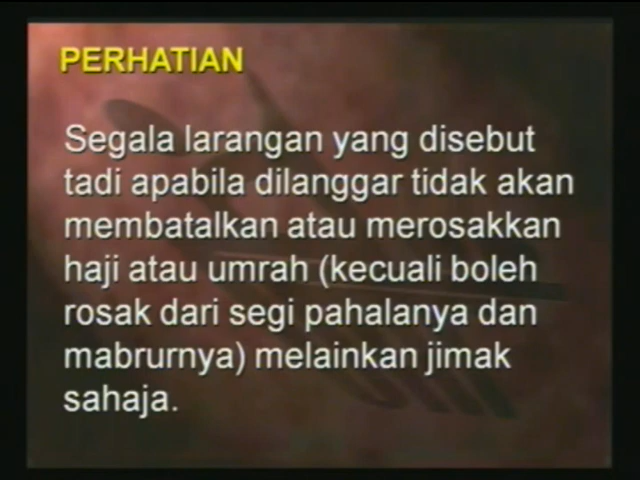 PERHATIAN
Segala larangan yang disebut
tadi apabila dilanggar tidak akan
membatalkan atau merosakkan
haji atau umrah (kecuali boleh
rosak dari segi pahalanya dan
mabrurnya) melainkan jimak
sahaja.